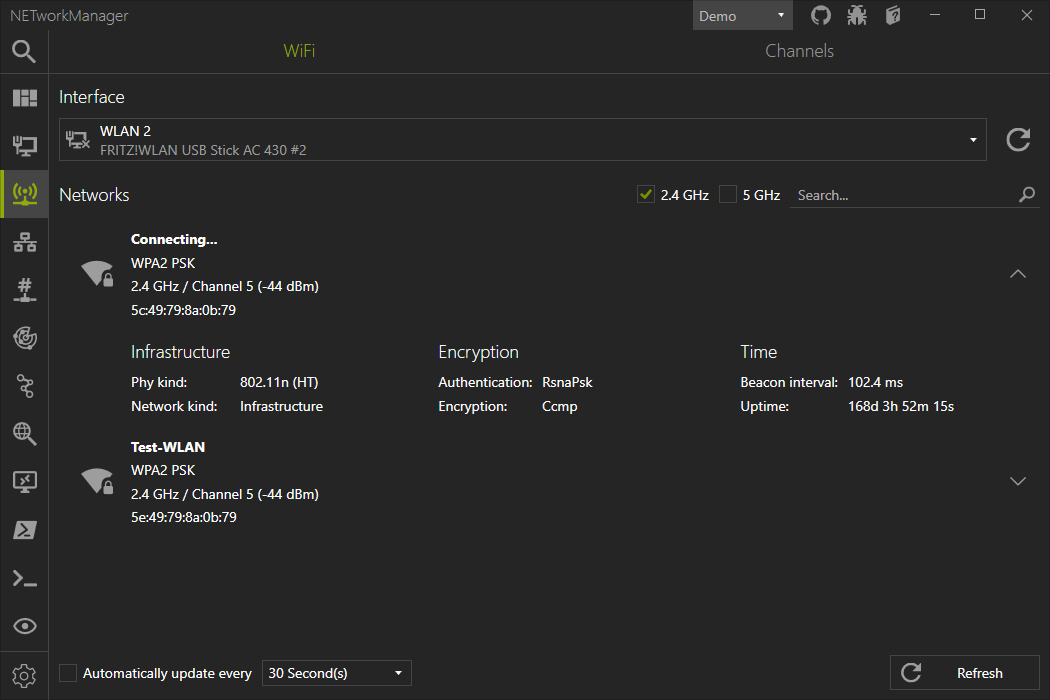 NETworkManager
Demo
WiFi
Channels
Interface
WLAN 2
FRITZ!WLAN USB Stick AC 430 #2
Networks
2.4 GHz
5 GHz
Search...
Connecting...
WPA2 PSK
2.4 GHz / Channel 5 (-44 dBm)
5c:49:79:8a:0b:79
Infrastructure
Encryption
Time
Phy kind: 802.11n (HT)
Authentication: RsnaPsk
Beacon interval: 102.4 ms
Network kind: Infrastructure
Encryption: Ccmp
Uptime: 168d 3h 52m 15s
Test-WLAN
WPA2 PSK
2.4 GHz / Channel 5 (-44 dBm)
5e:49:79:8a:0b:79
Automatically update every
30 Second(s)
Refresh